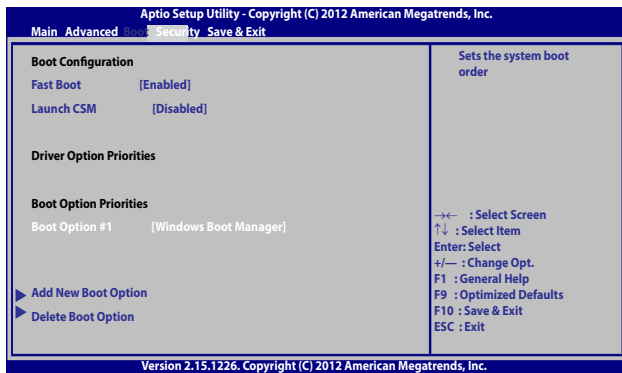 Aptio Setup Utility - Copyright (C) 2012 American Megatrends, Inc.
Main Advanced Boot Security Save & Exit
Boot Configuration
Fast Boot [Enabled]
Launch CSM [Disabled]
Driver Option Priorities
Boot Option Priorities
Boot Option #1 [Windows Boot Manager]
Add New Boot Option
Delete Boot Option
Sets the system boot
order
→← : Select Screen
↑↓ : Select Item
Enter: Select
+/— : Change Opt.
F1 : General Help
F9 : Optimized Defaults
F10 : Save & Exit
ESC : Exit
Version 2.15.1226. Copyright (C) 2012 American Megatrends, Inc.